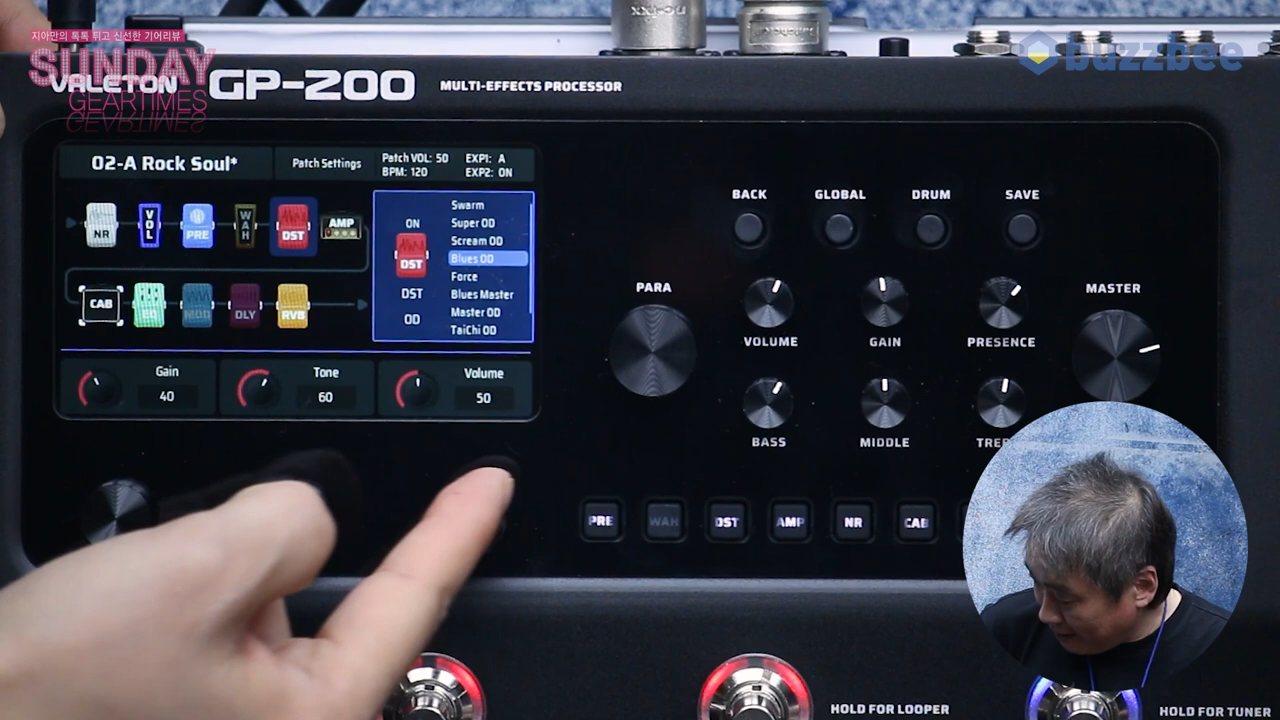 지아만의 톡톡 튀고 신선한 기어리뷰
SUNDAY
GEARTIMES
buzzbee
VALETON GP-200 MULTI-EFFECTS PROCESSOR
02-A Rock Soul*
Patch Settings
Patch VOL: 50 EXP1: A
BPM: 120 EXP2: ON
NR VOL PRE WAH DST AMP
CAB EQ MOD DLY RVB
ON
DST
DST
OD
Swarm
Super OD
Scream OD
Blues OD
Force
Blues Master
Master OD
TaiChi OD
Gain
40
Tone
60
Volume
50
BACK GLOBAL DRUM SAVE
PARA
MASTER
VOLUME GAIN PRESENCE
BASS MIDDLE
PRE WAH DST AMP NR CAB
HOLD FOR LOOPER
HOLD FOR TUNER